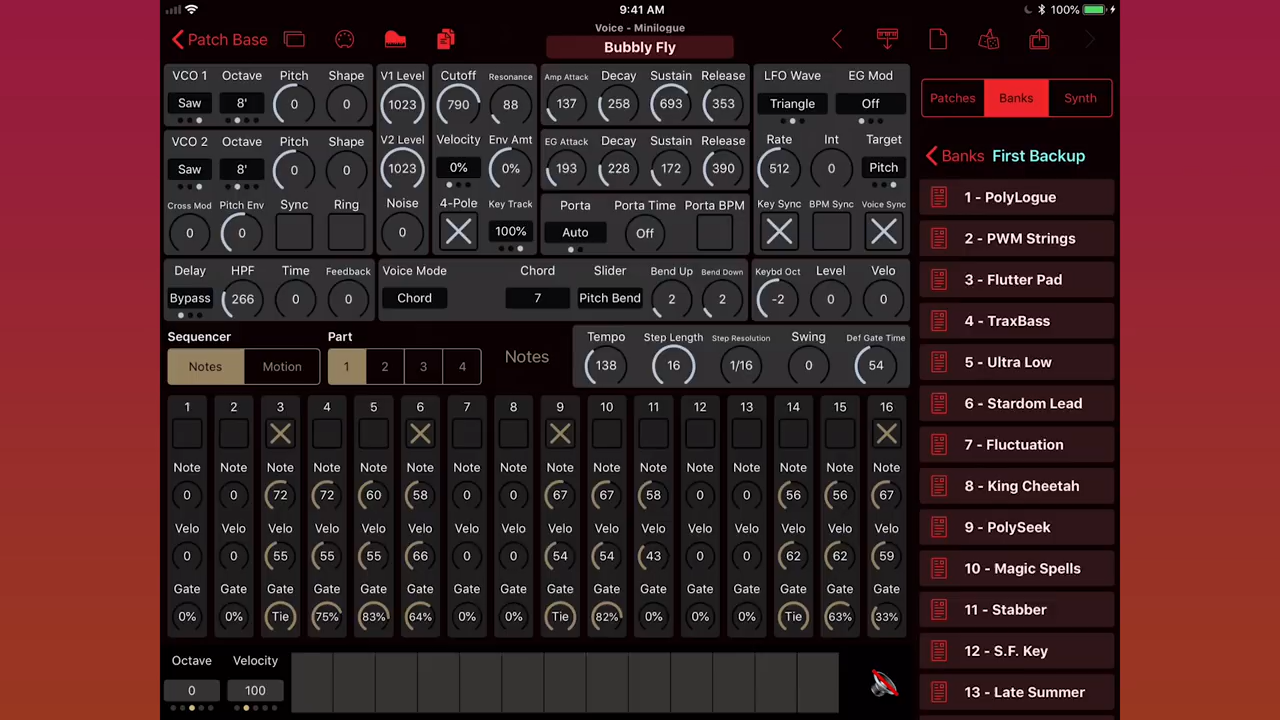 9:41 AM
100%
Patch Base
Voice - Minilogue
Bubbly Fly
VCO 1 Octave Pitch Shape
Saw 8' 0 0
V1 Level
1023
Cutoff Resonance
790 88
Amp Attack Decay Sustain Release
137 258 693 353
LFO Wave EG Mod
Triangle Off
VCO 2 Octave Pitch Shape
Saw 8' 0 0
V2 Level
1023
Velocity Env Amt
0% 0%
EG Attack Decay Sustain Release
193 228 172 390
Rate Int Target
512 0 Pitch
Cross Mod Pitch Env Sync Ring
0 0
Noise
0
4-Pole Key Track
100%
Porta Porta Time Porta BPM
Auto Off
Key Sync BPM Sync Voice Sync
Delay HPF Time Feedback
Bypass 266 0 0
Voice Mode Chord Slider Bend Up Bend Down
Chord 7 Pitch Bend 2 2
Keybd Oct Level Velo
-2 0 0
Sequencer Part
Notes Motion 1 2 3 4
Notes
Tempo Step Length Step Resolution Swing Def Gate Time
138 16 1/16 0 54
1 2 3 4 5 6 7 8 9 10 11 12 13 14 15 16
Note Note Note Note Note Note Note Note Note Note Note Note Note Note Note Note
0 0 72 72 60 58 0 0 67 67 58 0 0 56 56 67
Velo Velo Velo Velo Velo Velo Velo Velo Velo Velo Velo Velo Velo Velo Velo Velo
0 0 55 55 55 66 0 0 54 54 43 0 0 62 62 59
Gate Gate Gate Gate Gate Gate Gate Gate Gate Gate Gate Gate Gate Gate Gate Gate
0% 0% Tie 75% 83% 64% 0% 0% Tie 82% 0% 0% 0% Tie 63% 33%
Octave Velocity
0 100
Patches Banks Synth
Banks First Backup
1 - PolyLogue
2 - PWM Strings
3 - Flutter Pad
4 - TraxBass
5 - Ultra Low
6 - Stardom Lead
7 - Fluctuation
8 - King Cheetah
9 - PolySeek
10 - Magic Spells
11 - Stabber
12 - S.F. Key
13 - Late Summer